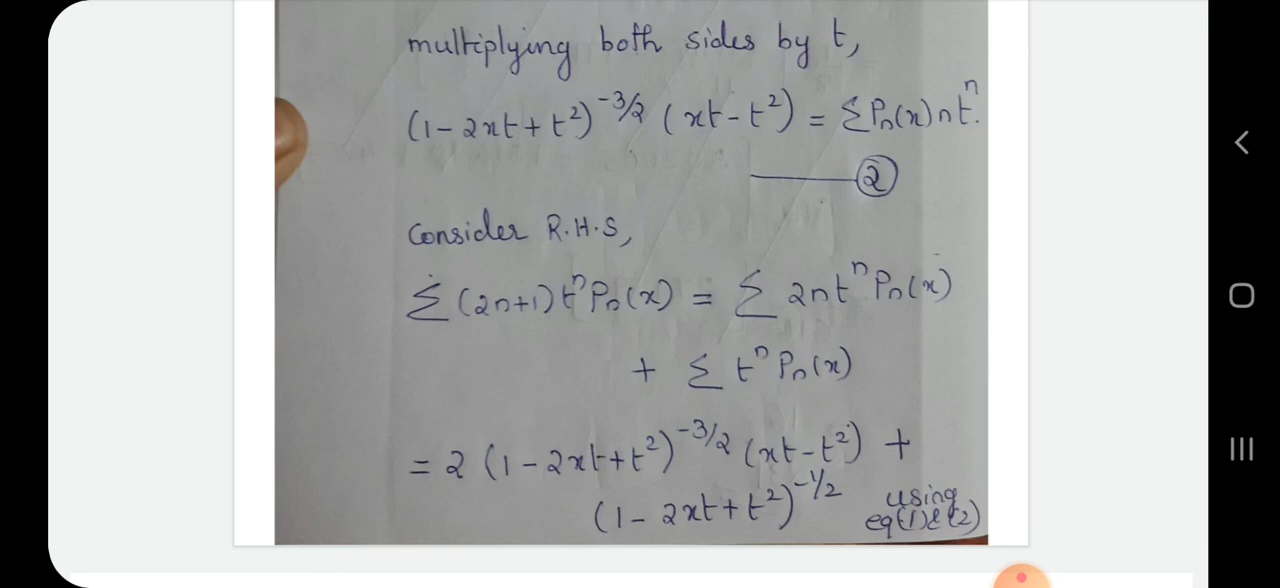 multiplying both sides by t,
(1 - 2xt + t²)^{-3/2} (xt - t²) = Σ Pₙ(x) n tⁿ.
②
Consider R.H.S,
Σ (2n+1) tⁿ Pₙ(x) = Σ 2n tⁿ Pₙ(x)
+ Σ tⁿ Pₙ(x)
= 2 (1 - 2xt + t²)^{-3/2} (xt - t²) +
(1 - 2xt + t²)^{-1/2} using
eq(1) & (2)